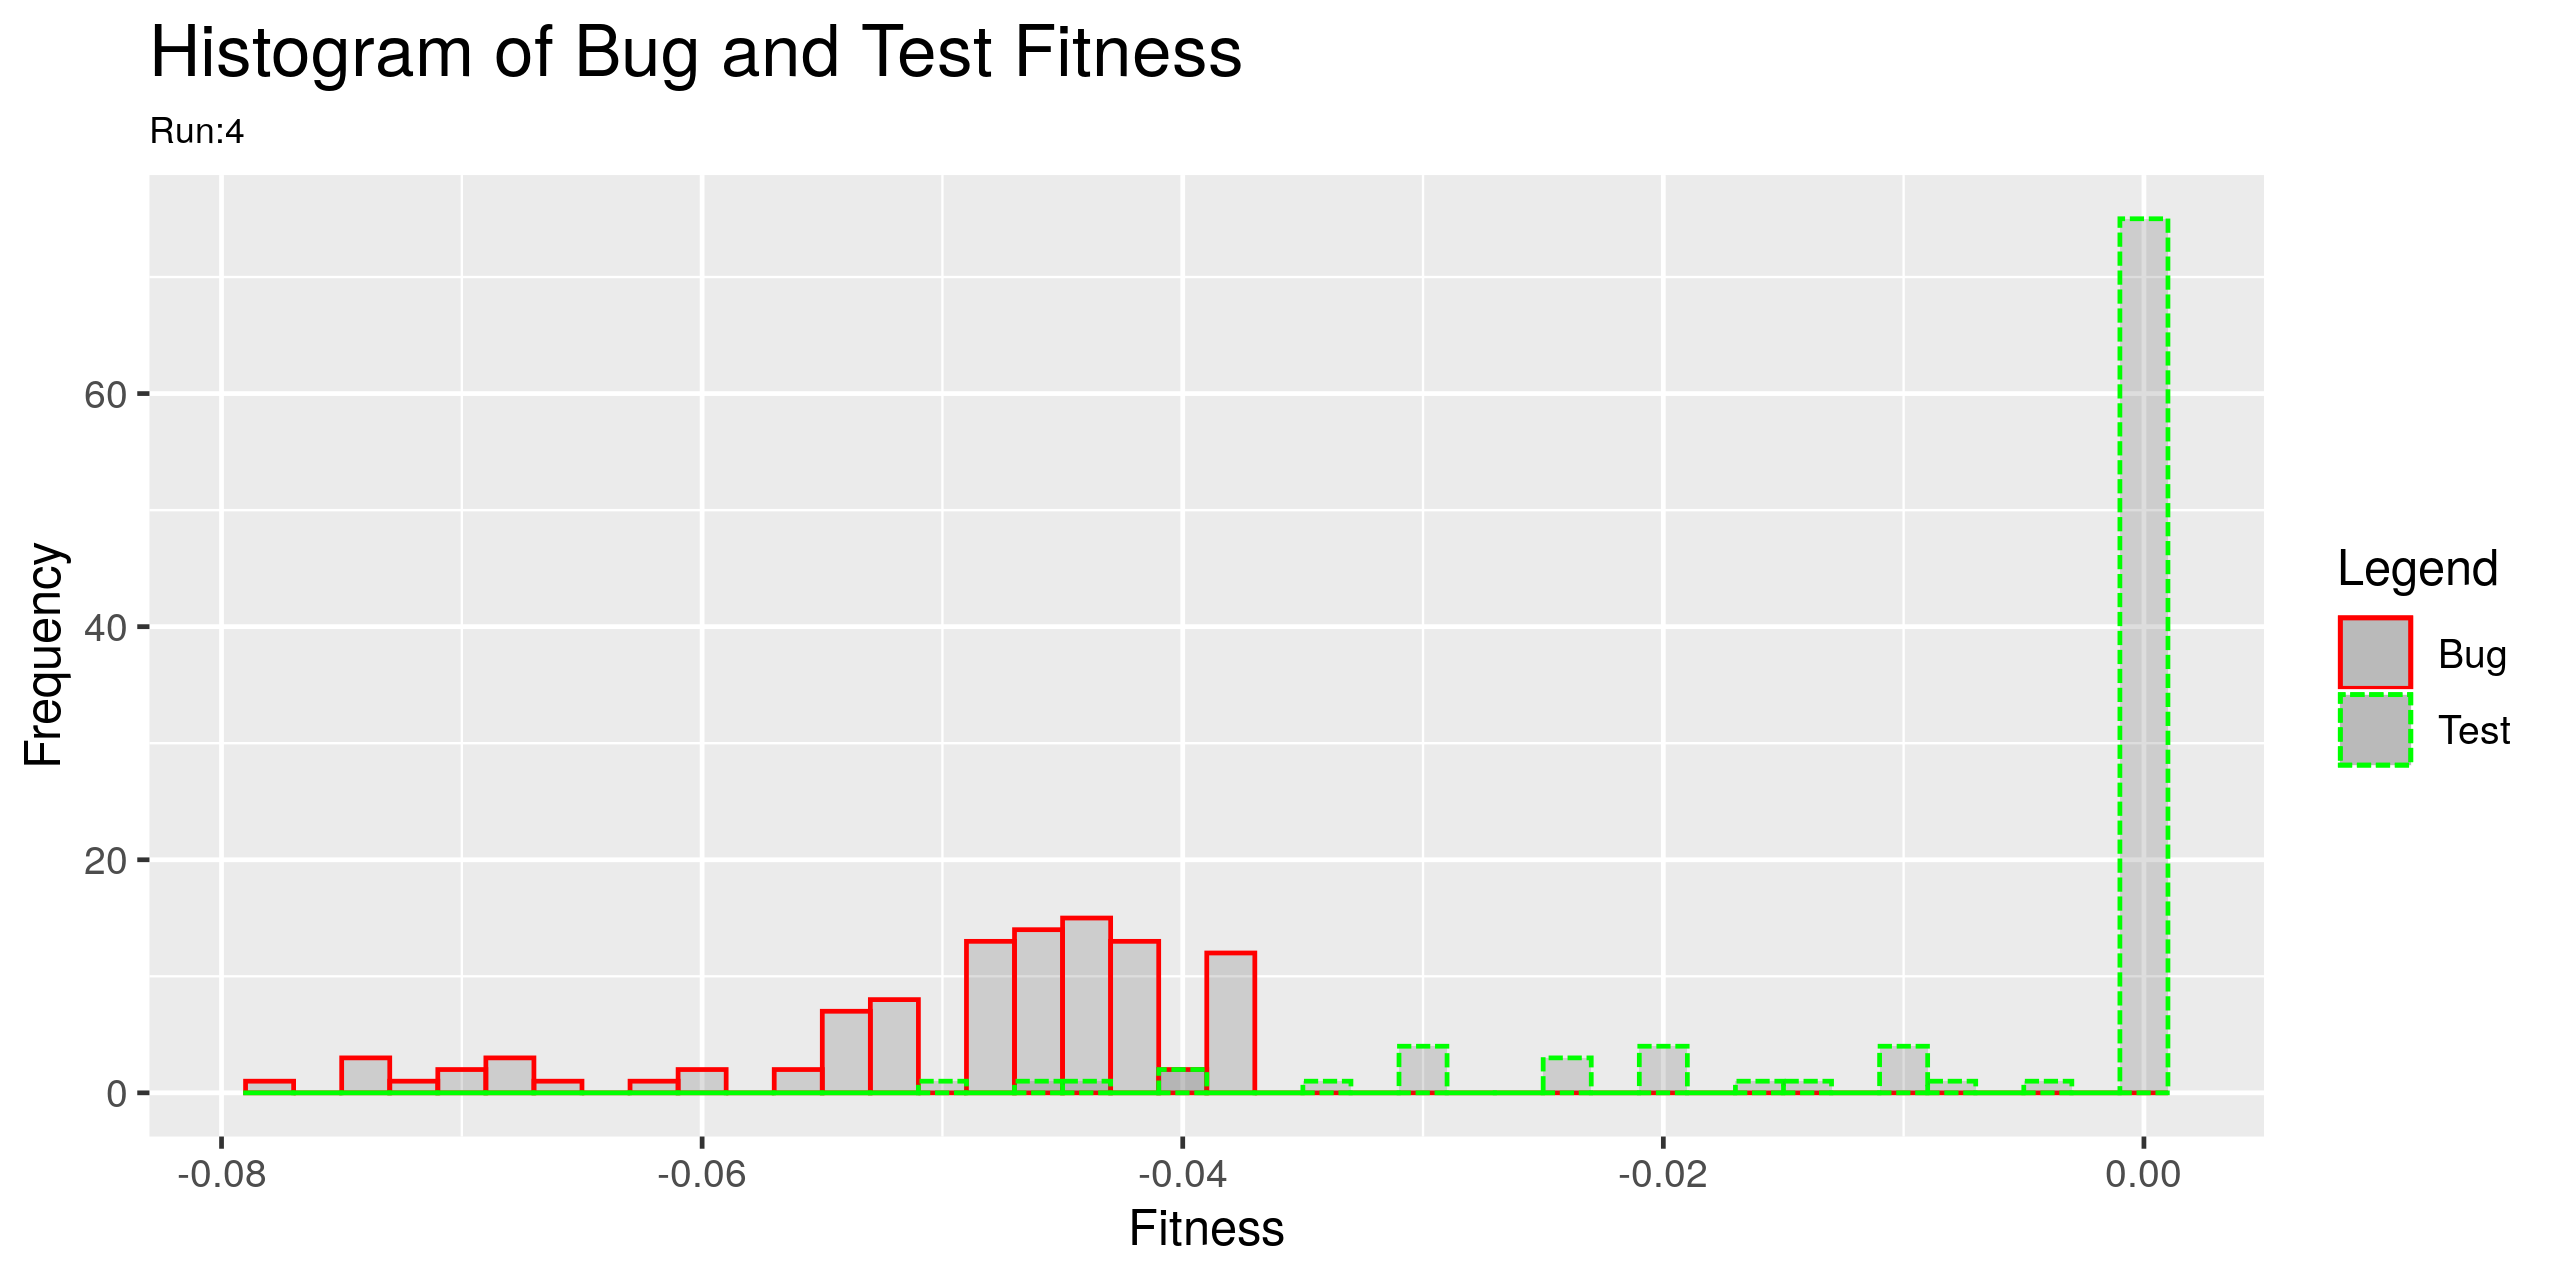 Histogram of Bug and Test Fitness
Run:4
Frequency
60
40
20
0
-0.08
-0.06
-0.04
-0.02
0.00
Fitness
Legend
Bug
Test